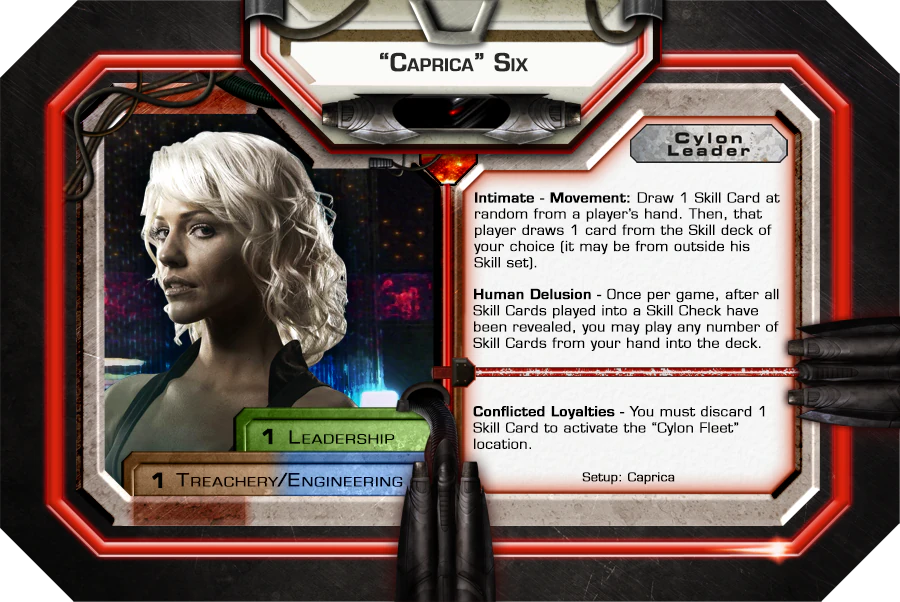 “Caprica” Six
Cylon
Leader
Intimate - Movement: Draw 1 Skill Card at
random from a player's hand. Then, that
player draws 1 card from the Skill deck of
your choice (it may be from outside his
Skill set).
Human Delusion - Once per game, after all
Skill Cards played into a Skill Check have
been revealed, you may play any number of
Skill Cards from your hand into the deck.
Conflicted Loyalties - You must discard 1
Skill Card to activate the “Cylon Fleet”
location.
Setup: Caprica
1 Leadership
1 Treachery/Engineering